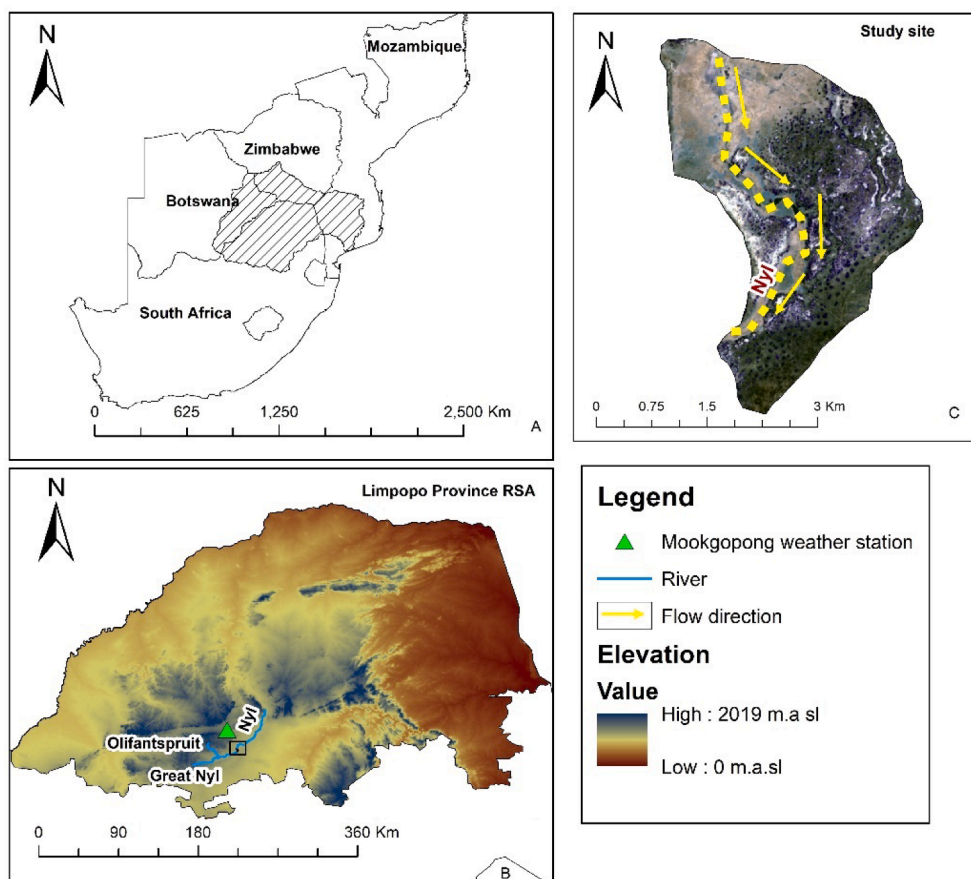 N
Mozambique
Zimbabwe
Botswana
South Africa
0 625 1,250 2,500 Km
A
N
Study site
Nyl
0 0.75 1.5 3 Km
C
N
Limpopo Province RSA
Nyl
Olifantspruit
Great Nyl
0 90 180 360 Km
B
Legend
Mookgopong weather station
River
Flow direction
Elevation
Value
High : 2019 m.a sl
Low : 0 m.a.sl